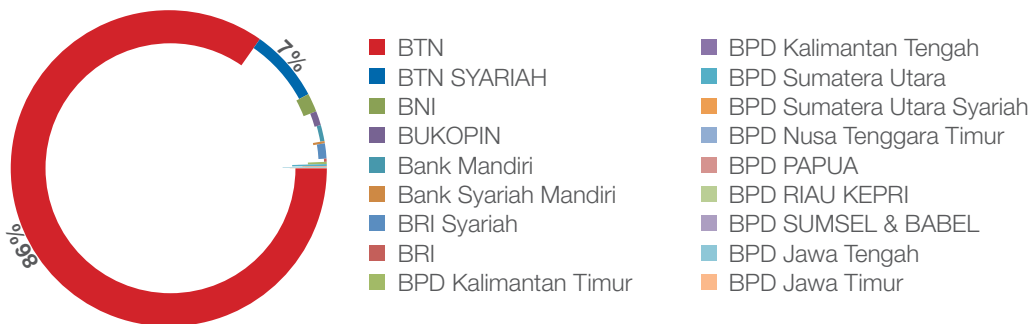 7%
86%
BTN
BTN SYARIAH
BNI
BUKOPIN
Bank Mandiri
Bank Syariah Mandiri
BRI Syariah
BRI
BPD Kalimantan Timur
BPD Kalimantan Tengah
BPD Sumatera Utara
BPD Sumatera Utara Syariah
BPD Nusa Tenggara Timur
BPD PAPUA
BPD RIAU KEPRI
BPD SUMSEL & BABEL
BPD Jawa Tengah
BPD Jawa Timur